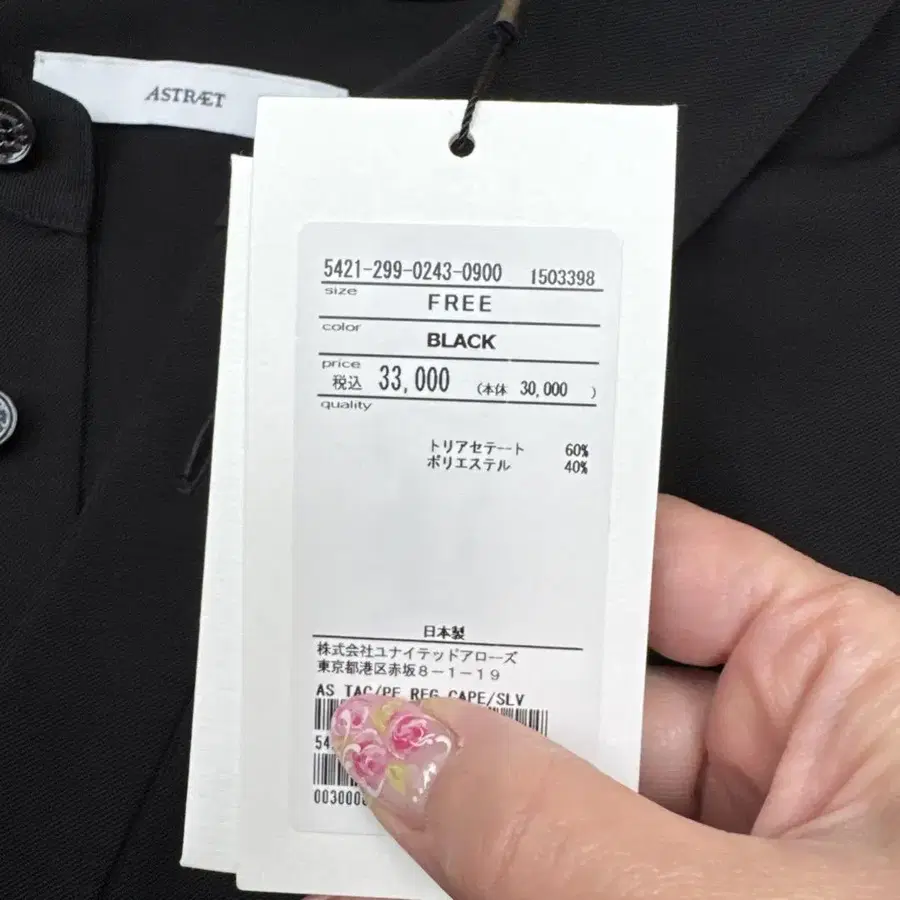 ASTRÆT
5421-299-0243-0900 1503398
size
FREE
color
BLACK
price
税込 33,000 (本体 30,000 )
quality
トリアセテート 60%
ポリエステル 40%
日本製
株式会社ユナイテッドアローズ
東京都港区赤坂8-1-19
AS TAC/PE REG CAPE/SLV